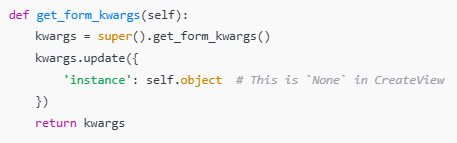 def get_form_kwargs(self):
    kwargs = super().get_form_kwargs()
    kwargs.update({
        'instance': self.object  # This is `None` in CreateView
    })
    return kwargs